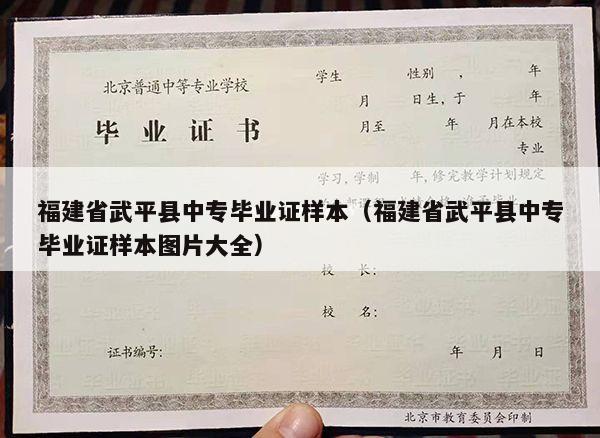 北京普通中等专业学校
毕业证书
学生 性别 , 年
月 日生,于 年
月至 年 月在本校
专业
学习,学制 年,修完教学计划规定
福建省武平县中专毕业证样本（福建省武平县中专
毕业证样本图片大全）
校 长:
校 名:
证书编号:
年 月 日
北京市教育委员会印制